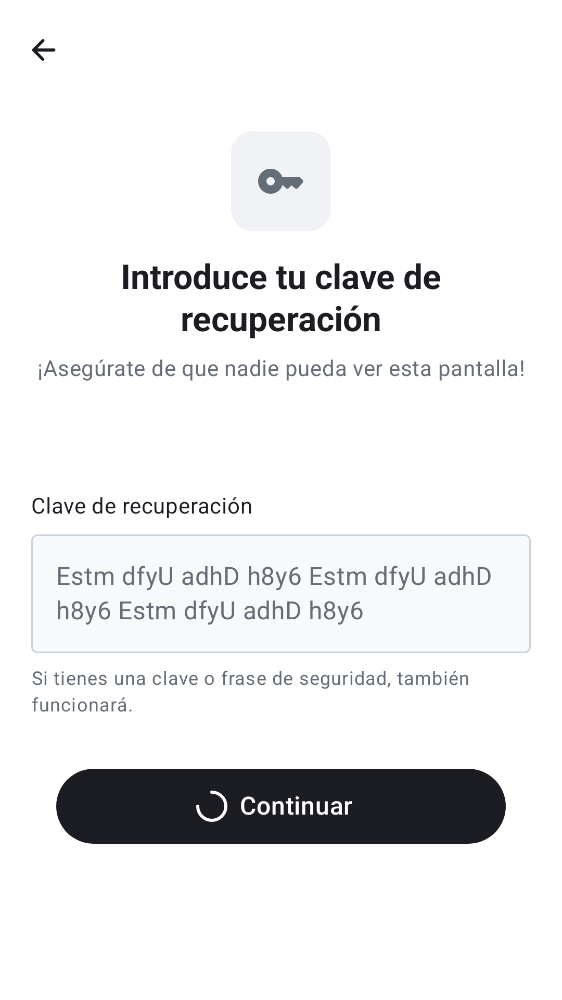 Introduce tu clave de
recuperación
¡Asegúrate de que nadie pueda ver esta pantalla!
Clave de recuperación
Estm dfyU adhD h8y6 Estm dfyU adhD
h8y6 Estm dfyU adhD h8y6
Si tienes una clave o frase de seguridad, también
funcionará.
Continuar